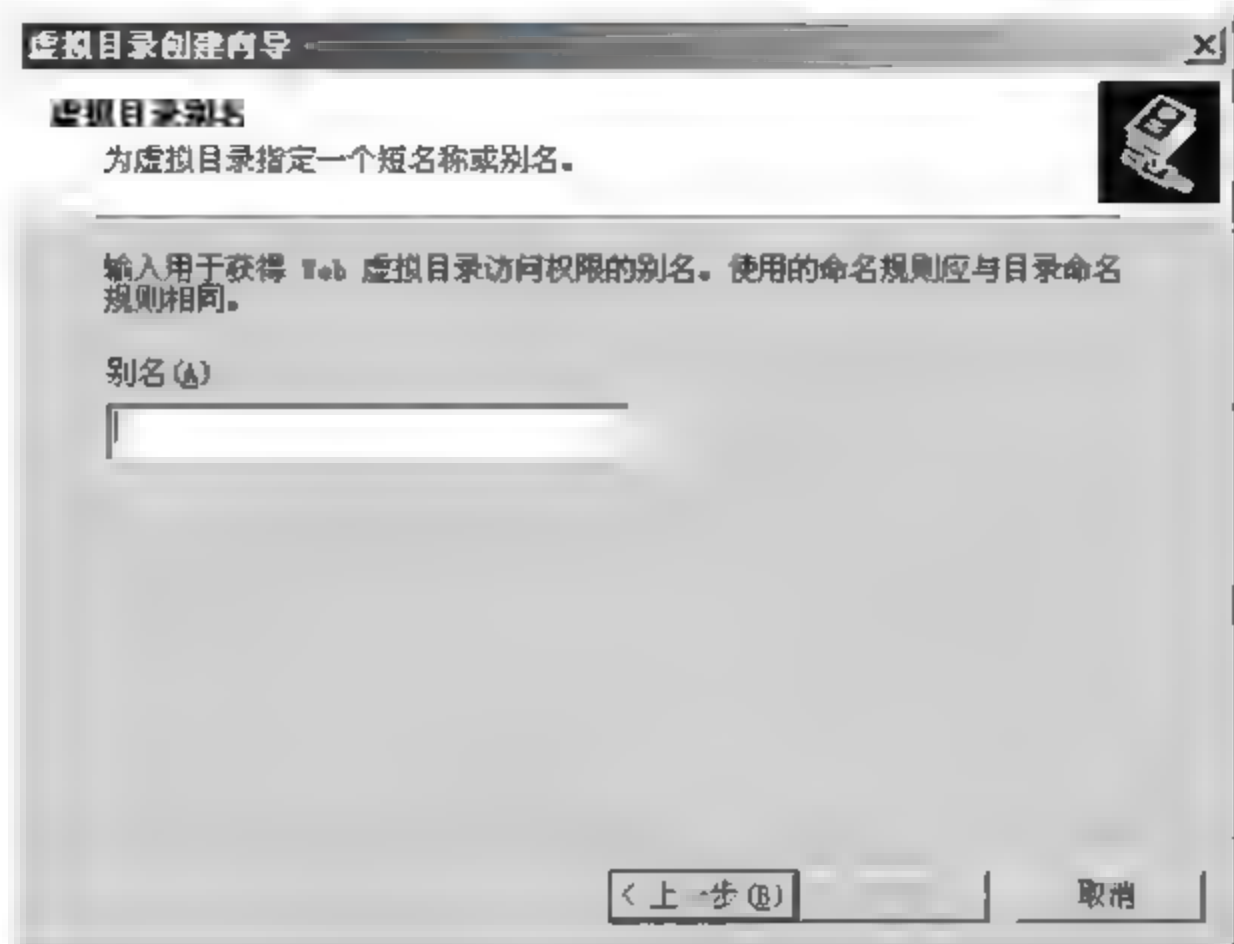 虚拟目录创建向导
虚拟目录别名
为虚拟目录指定一个短名称或别名。
输入用于获得 Web 虚拟目录访问权限的别名。使用的命名规则应与目录命名
规则相同。
别名(A)
< 上一步(B)
取消